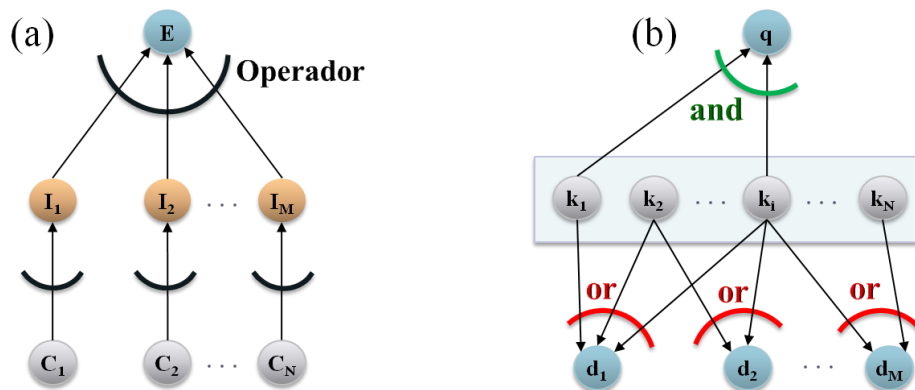 (a)
E
Operador
I1 I2 ... IM
C1 C2 ... CN
(b)
q
and
k1 k2 ... ki ... kN
or or or
d1 d2 ... dM